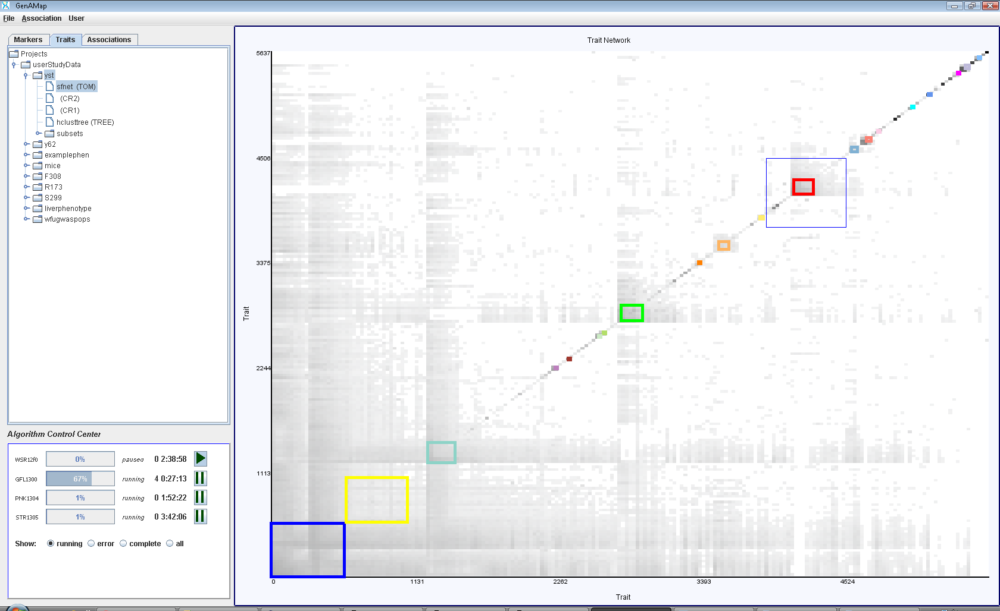 GenAMap
File Association User
Markers Traits Associations
Projects
userStudyData
yst
sfnet (TOM)
(CR2)
(CR1)
hclusttree (TREE)
subsets
y62
examplephen
mice
F308
R173
S299
liverphenotype
wfugwaspops
Algorithm Control Center
WSR12f0 0% paused 0 2:38:58
GFL1300 67% running 4 0:27:13
PNK1304 1% running 0 1:52:22
STR1305 1% running 0 3:42:06
Show: running error complete all
Trait Network
5637
4506
3375
2244
1113
Trait
0 1131 2262 3393 4524
Trait